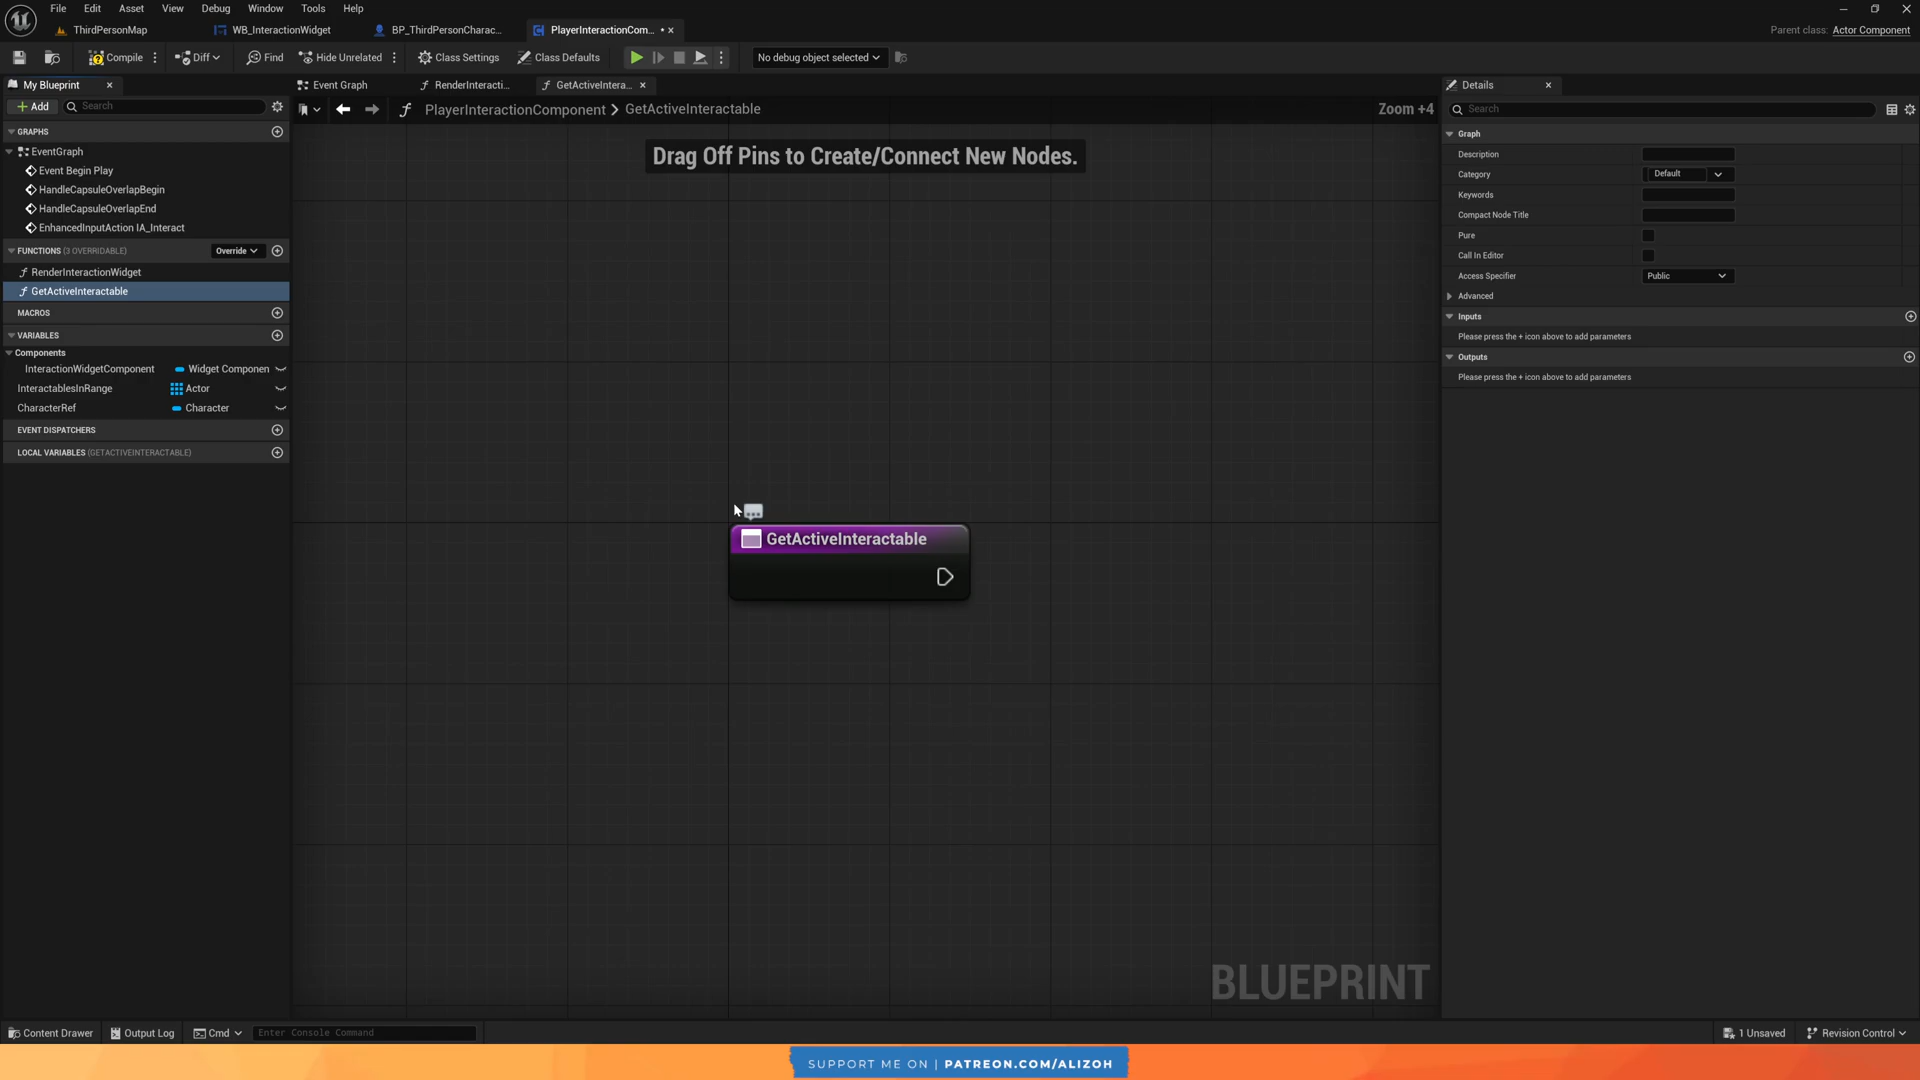 File Edit Asset View Debug Window Tools Help
ThirdPersonMap WB_InteractionWidget BP_ThirdPersonCharac... PlayerInteractionCom... Parent class: Actor Component
Compile Diff Find Hide Unrelated Class Settings Class Defaults No debug object selected
My Blueprint Event Graph RenderInteracti... GetActiveIntera... Details
Add Search PlayerInteractionComponent > GetActiveInteractable Zoom +4 Search
GRAPHS
EventGraph
Event Begin Play
HandleCapsuleOverlapBegin
HandleCapsuleOverlapEnd
EnhancedInputAction IA_Interact
FUNCTIONS (3 OVERRIDABLE) Override
RenderInteractionWidget
GetActiveInteractable
MACROS
VARIABLES
Components
InteractionWidgetComponent Widget Componen
InteractablesInRange Actor
CharacterRef Character
EVENT DISPATCHERS
LOCAL VARIABLES (GETACTIVEINTERACTABLE)
Drag Off Pins to Create/Connect New Nodes.
GetActiveInteractable
BLUEPRINT
Graph
Description
Category Default
Keywords
Compact Node Title
Pure
Call In Editor
Access Specifier Public
Advanced
Inputs
Please press the + icon above to add parameters
Outputs
Please press the + icon above to add parameters
Content Drawer Output Log Cmd Enter Console Command 1 Unsaved Revision Control
SUPPORT ME ON | PATREON.COM/ALIZOH